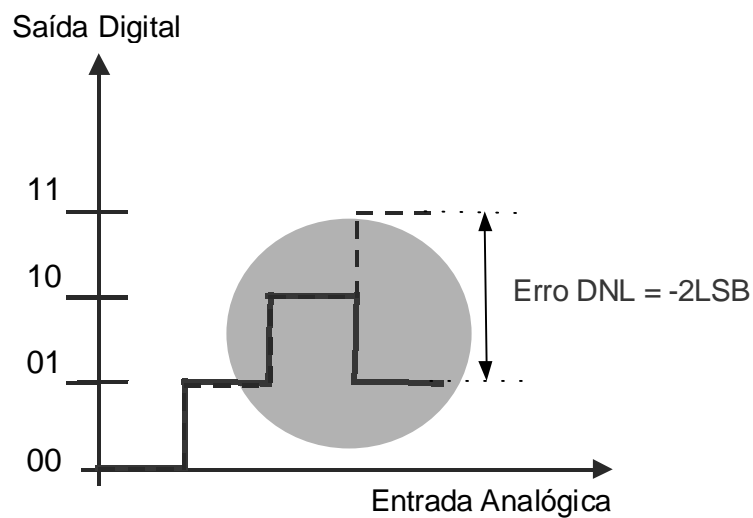 Saída Digital
11
10
Erro DNL = -2LSB
01
00
Entrada Analógica